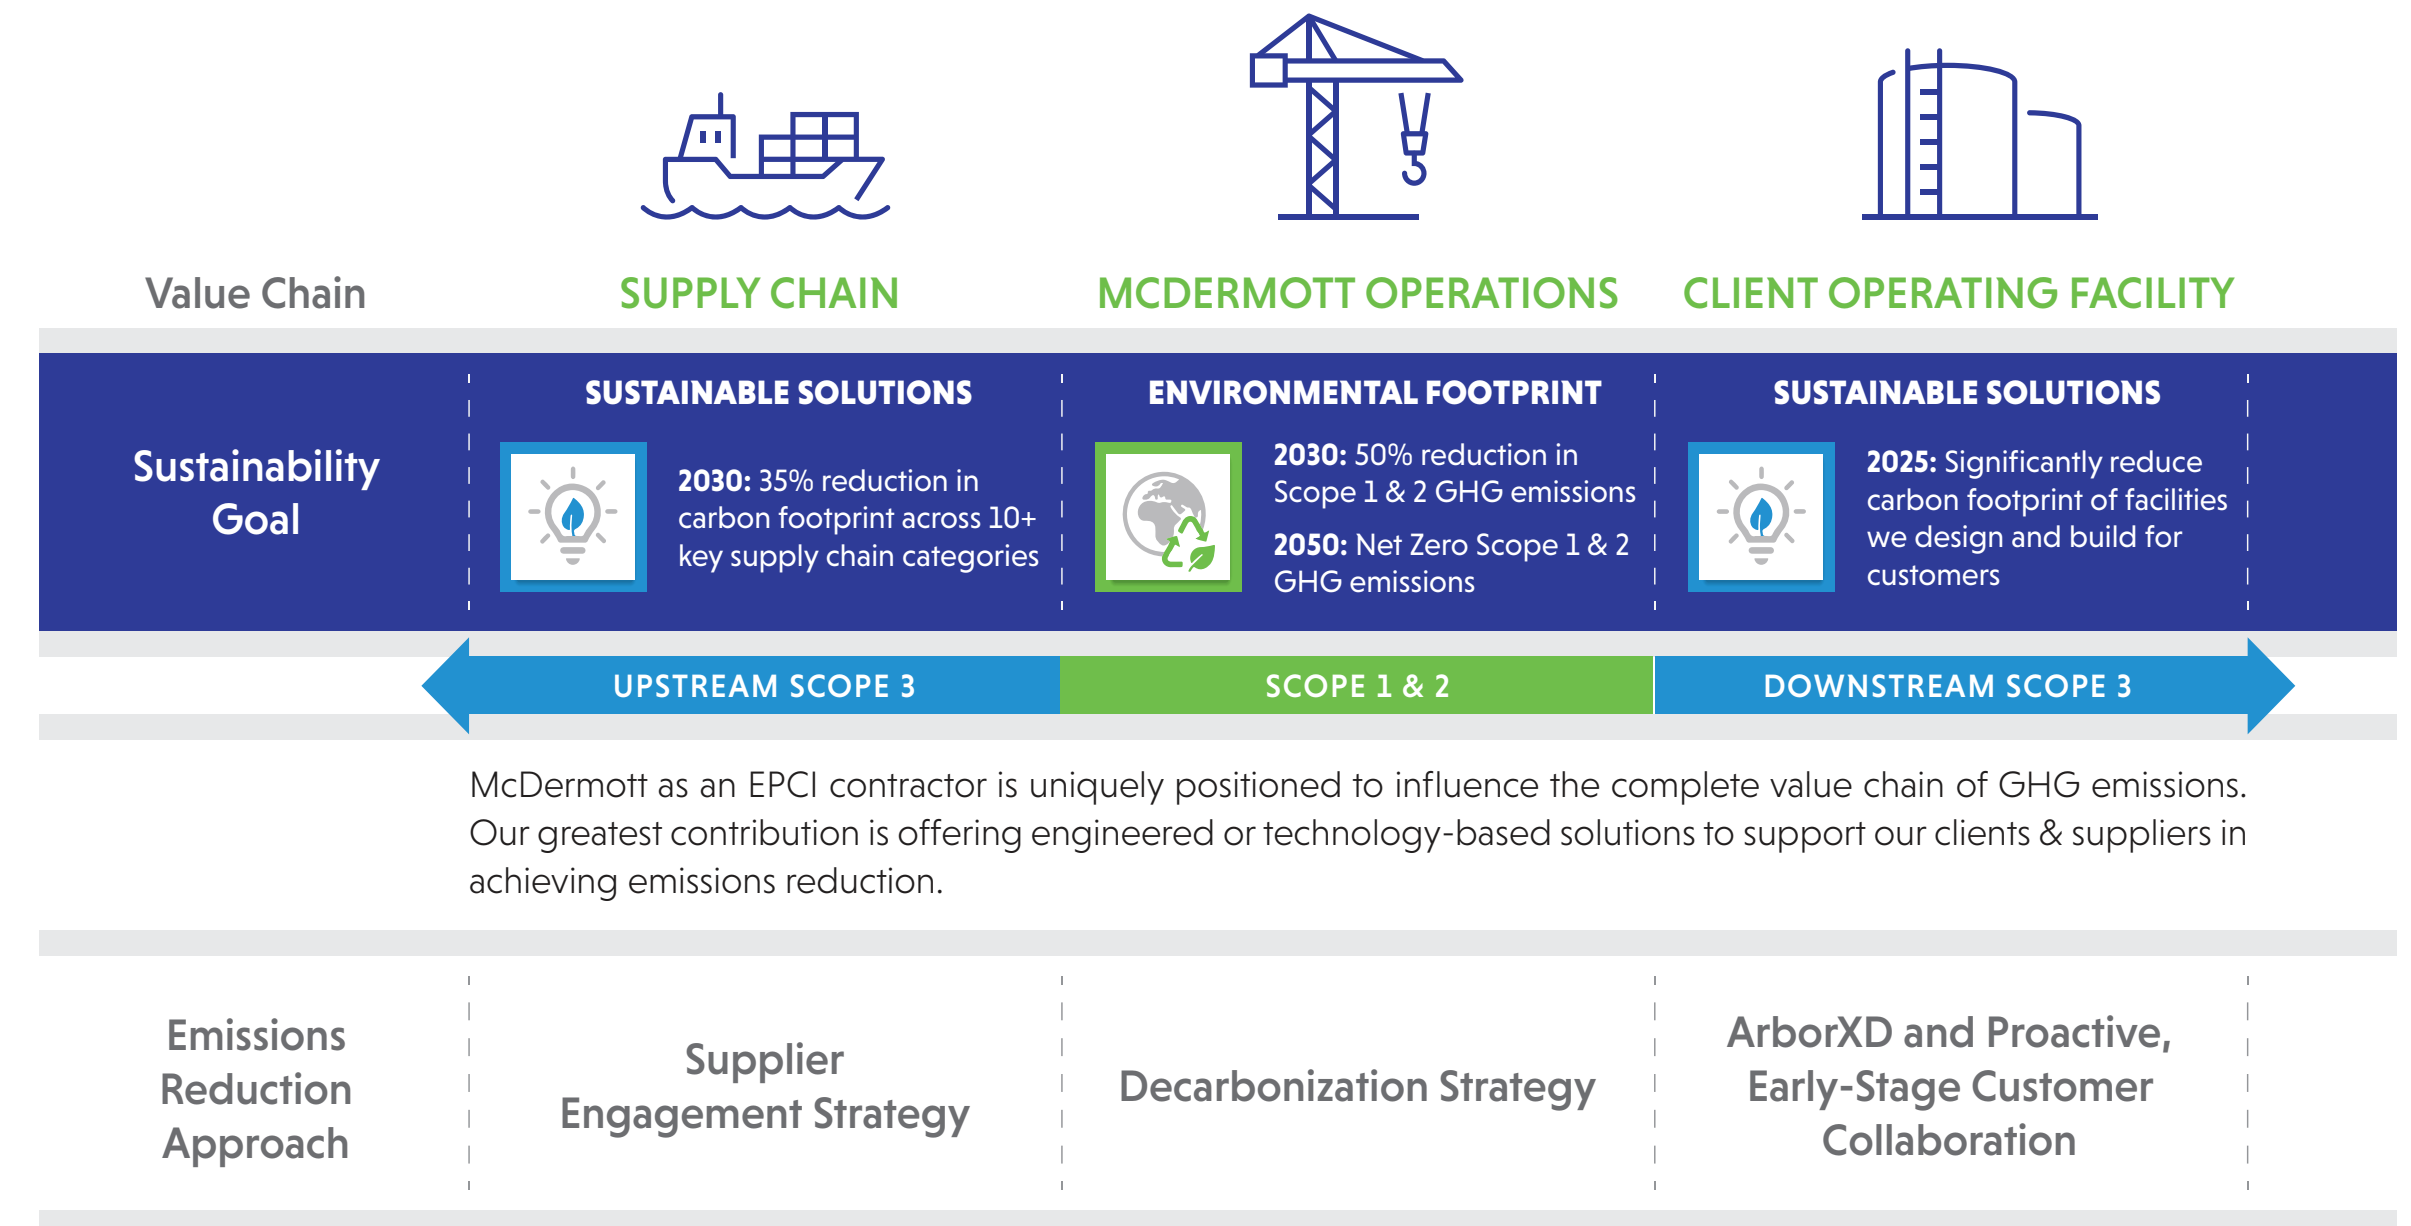 Value Chain
SUPPLY CHAIN
MCDERMOTT OPERATIONS
CLIENT OPERATING FACILITY
Sustainability
Goal
SUSTAINABLE SOLUTIONS
2030: 35% reduction in
carbon footprint across 10+
key supply chain categories
ENVIRONMENTAL FOOTPRINT
2030: 50% reduction in
Scope 1 & 2 GHG emissions
2050: Net Zero Scope 1 & 2
GHG emissions
SUSTAINABLE SOLUTIONS
2025: Significantly reduce
carbon footprint of facilities
we design and build for
customers
UPSTREAM SCOPE 3
SCOPE 1 & 2
DOWNSTREAM SCOPE 3
McDermott as an EPCI contractor is uniquely positioned to influence the complete value chain of GHG emissions.
Our greatest contribution is offering engineered or technology-based solutions to support our clients & suppliers in
achieving emissions reduction.
Emissions
Reduction
Approach
Supplier
Engagement Strategy
Decarbonization Strategy
ArborXD and Proactive,
Early-Stage Customer
Collaboration